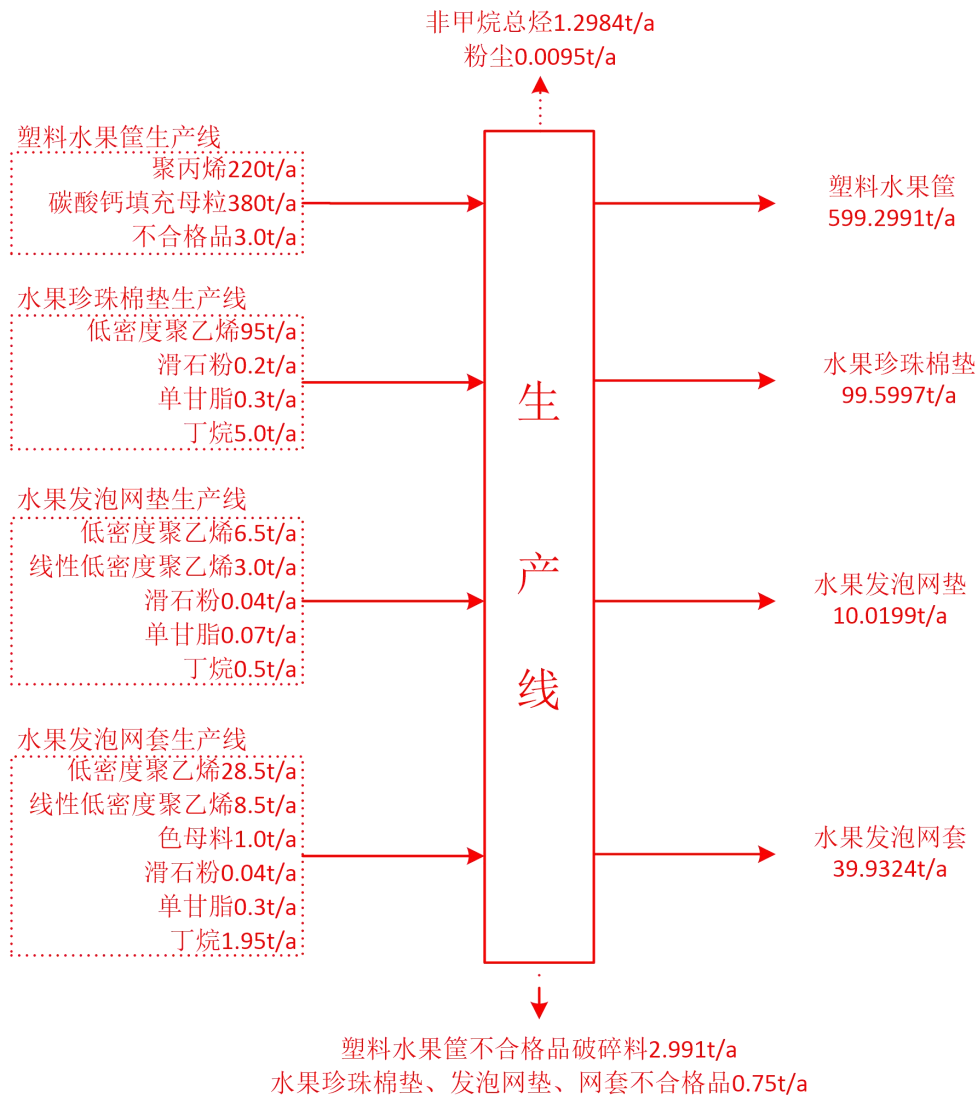 非甲烷总烃1.2984t/a
粉尘0.0095t/a
塑料水果筐生产线
聚丙烯220t/a
碳酸钙填充母粒380t/a
不合格品3.0t/a
塑料水果筐
599.2991t/a
水果珍珠棉垫生产线
低密度聚乙烯95t/a
滑石粉0.2t/a
单甘脂0.3t/a
丁烷5.0t/a
水果珍珠棉垫
99.5997t/a
生
产
线
水果发泡网垫生产线
低密度聚乙烯6.5t/a
线性低密度聚乙烯3.0t/a
滑石粉0.04t/a
单甘脂0.07t/a
丁烷0.5t/a
水果发泡网垫
10.0199t/a
水果发泡网套生产线
低密度聚乙烯28.5t/a
线性低密度聚乙烯8.5t/a
色母料1.0t/a
滑石粉0.04t/a
单甘脂0.3t/a
丁烷1.95t/a
水果发泡网套
39.9324t/a
塑料水果筐不合格品破碎料2.991t/a
水果珍珠棉垫、发泡网垫、网套不合格品0.75t/a